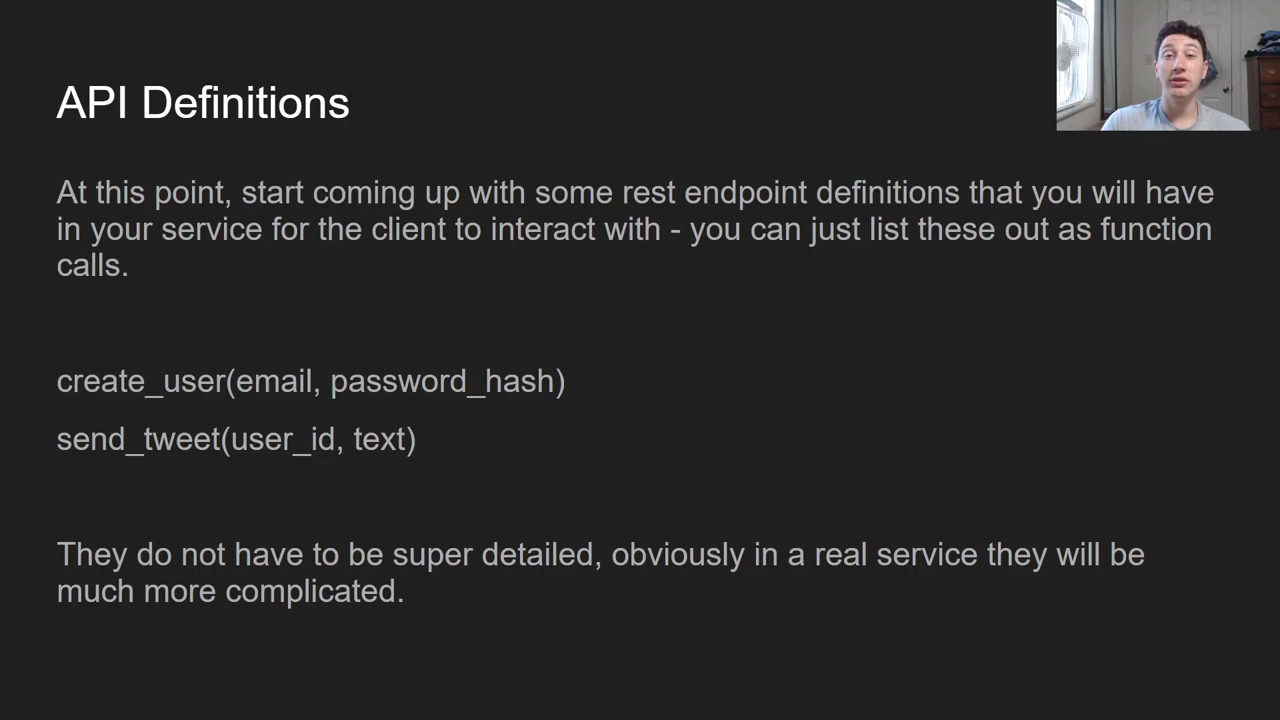 API Definitions
At this point, start coming up with some rest endpoint definitions that you will have
in your service for the client to interact with - you can just list these out as function
calls.
create_user(email, password_hash)
send_tweet(user_id, text)
They do not have to be super detailed, obviously in a real service they will be
much more complicated.